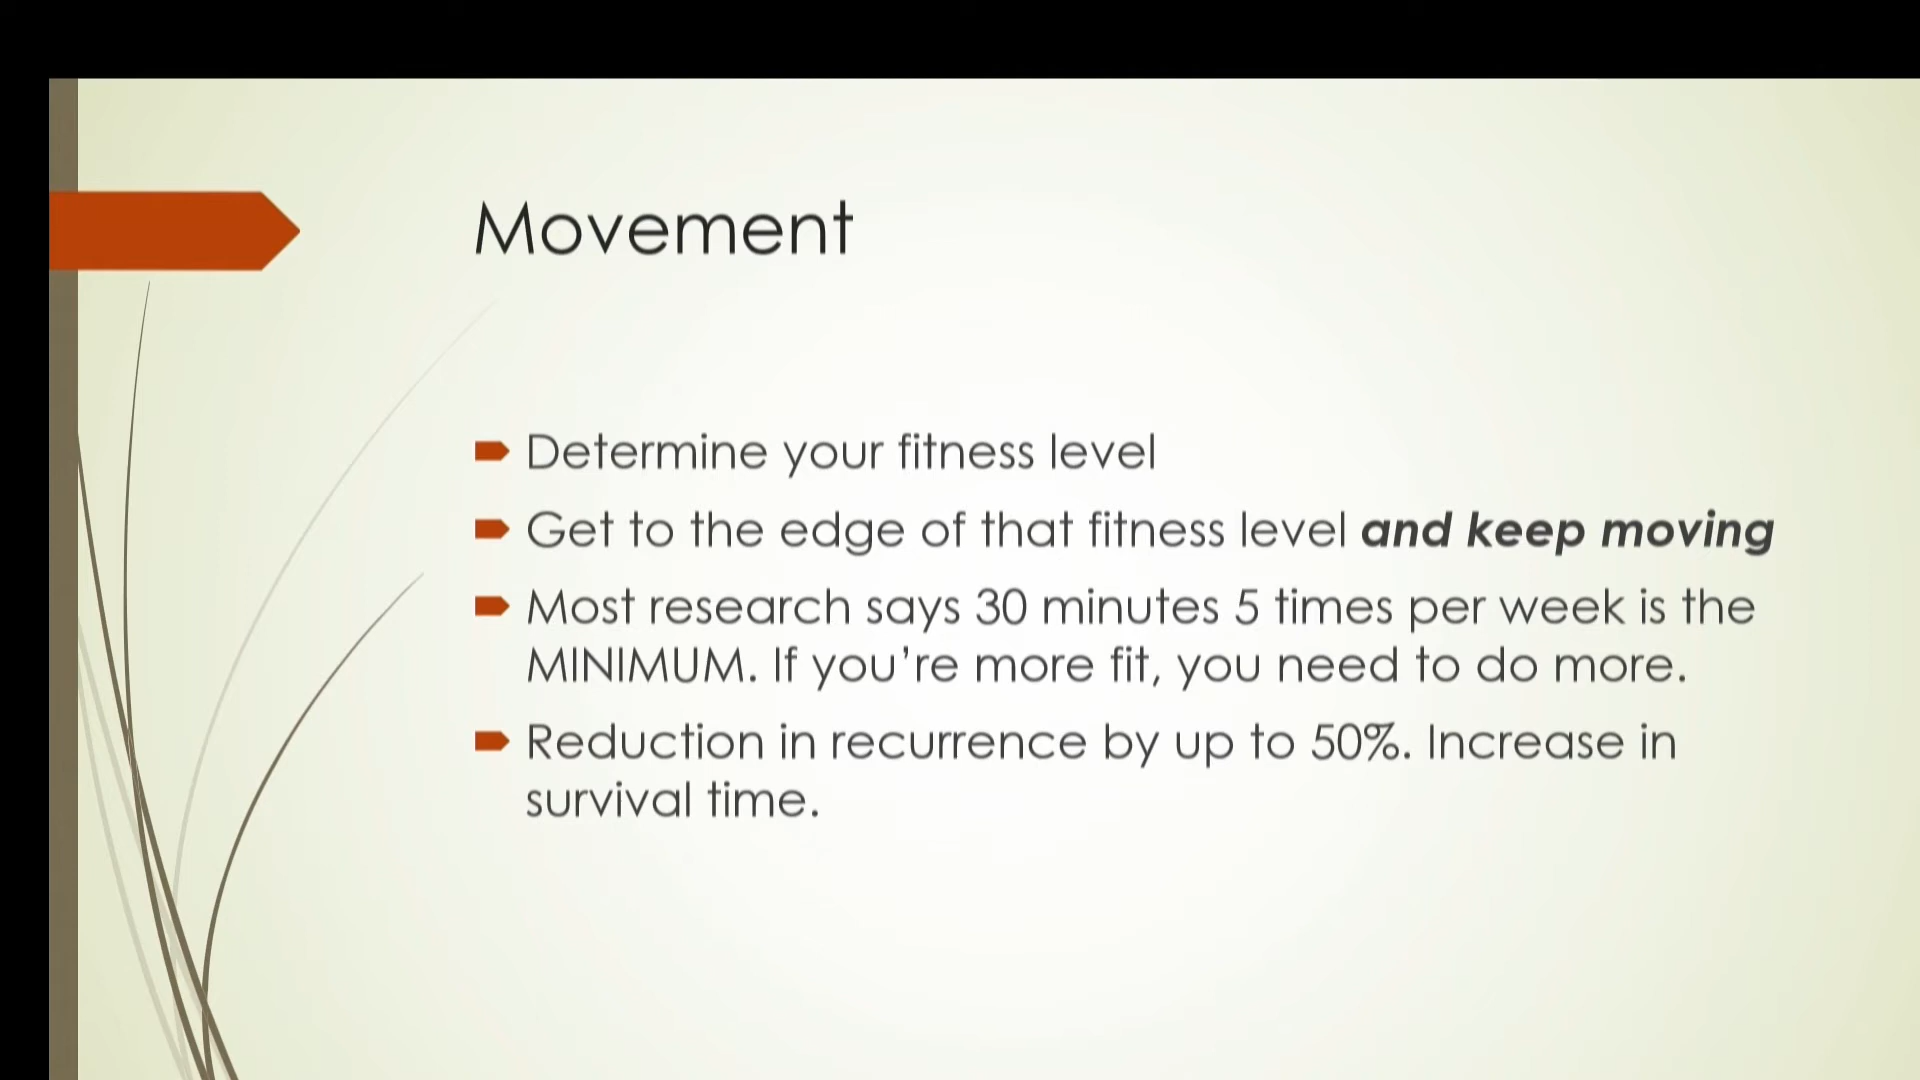 Movement
Determine your fitness level
Get to the edge of that fitness level and keep moving
Most research says 30 minutes 5 times per week is the
MINIMUM. If you’re more fit, you need to do more.
Reduction in recurrence by up to 50%. Increase in
survival time.